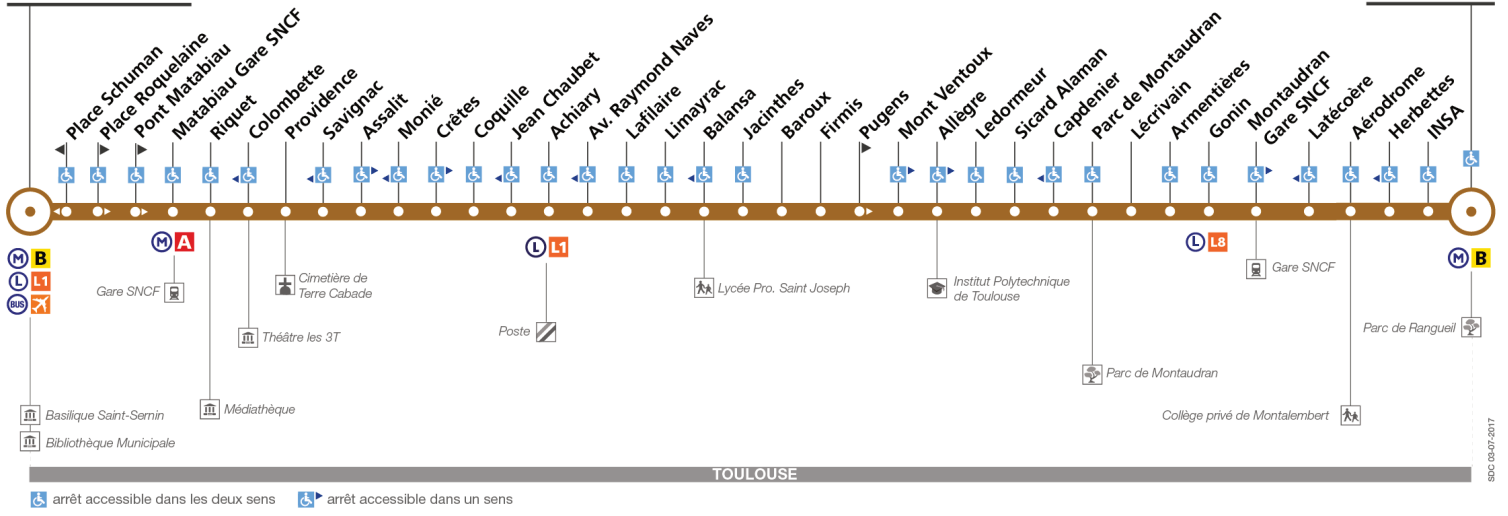 Place Schuman
Place Roquelaine
Pont Matabiau
Matabiau Gare SNCF
Riquet
Colombette
Providence
Savignac
Assalit
Monié
Crêtes
Coquille
Jean Chaubet
Achiary
Av. Raymond Naves
Lafilaire
Limayrac
Balansa
Jacinthes
Baroux
Firmis
Pugens
Mont Ventoux
Allègre
Ledormeur
Sicard Alaman
Capdenier
Parc de Montaudran
Lécrivain
Armentières
Gonin
Montaudran
Gare SNCF
Latécoère
Aérodrome
Herbettes
INSA
M B
L L1
BUS
M A
L L1
L L8
M B
Gare SNCF
Cimetière de
Terre Cabade
Théâtre les 3T
Médiathèque
Basilique Saint-Sernin
Bibliothèque Municipale
Poste
Lycée Pro. Saint Joseph
Institut Polytechnique
de Toulouse
Parc de Montaudran
Gare SNCF
Collège privé de Montalembert
Parc de Rangueil
TOULOUSE
arrêt accessible dans les deux sens
arrêt accessible dans un sens
SDC 03-07-2017